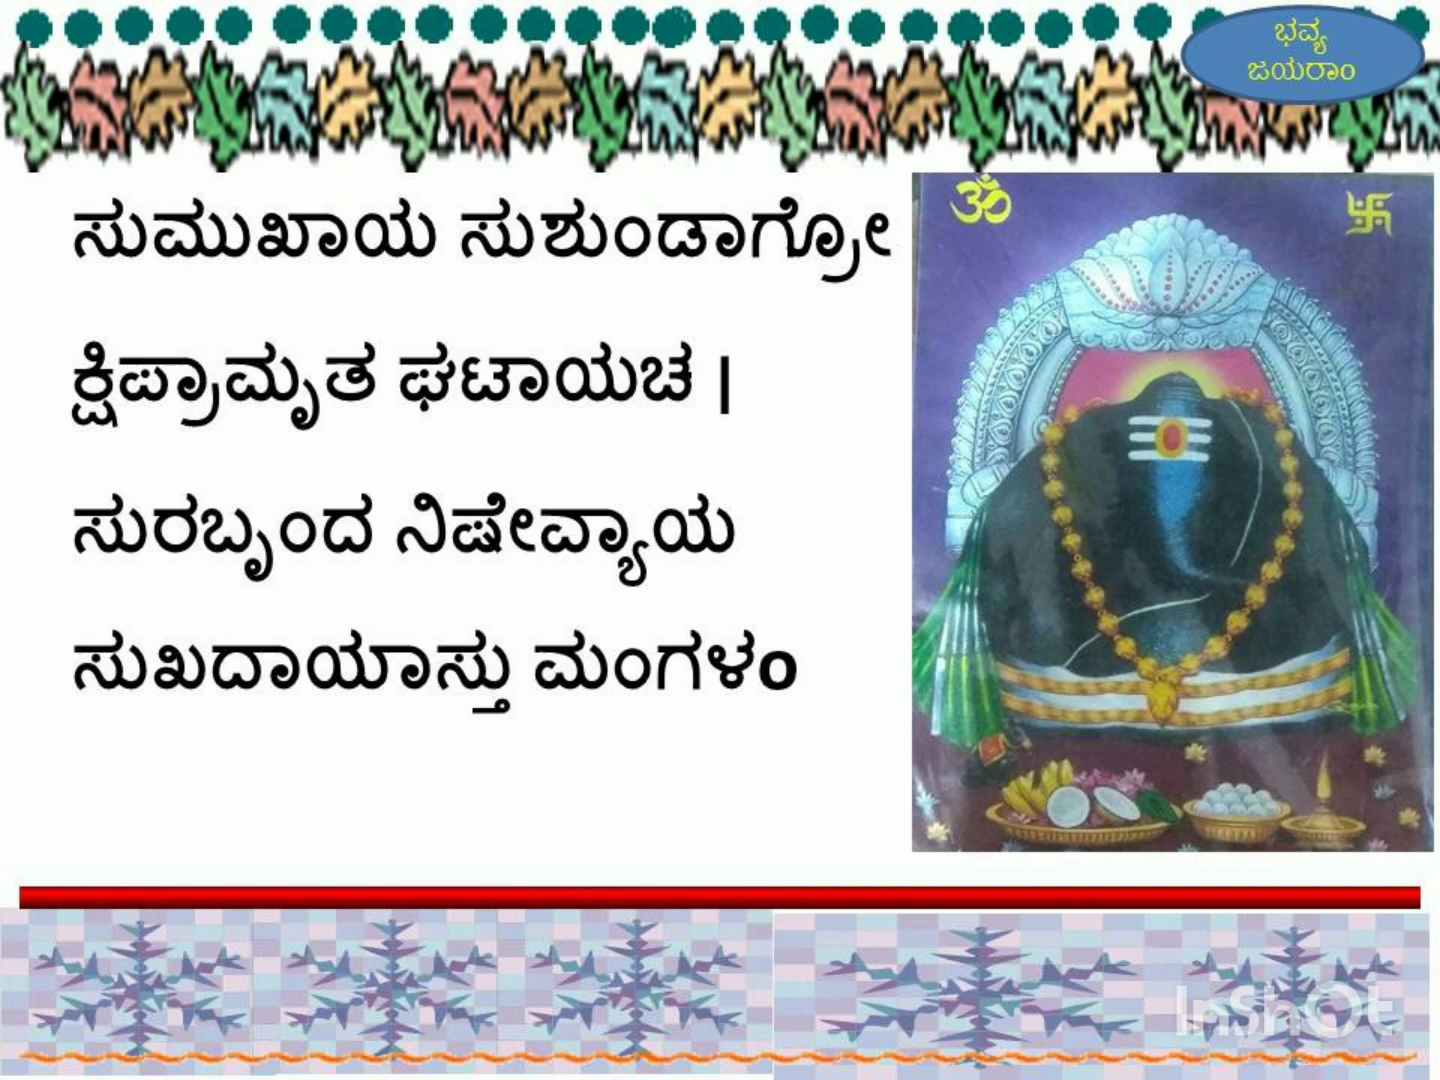 ಭವ್ಯ
ಜಯರಾಂ
ಸುಮುಖಾಯ ಸುಶುಂಡಾಗ್ರೋ
ಕ್ಷಿಪ್ರಾಮೃತ ಘಟಾಯಚ |
ಸುರಬೃಂದ ನಿಷೇವ್ಯಾಯ
ಸುಖದಾಯಾಸ್ತು ಮಂಗಳಂ
ॐ
InShOt